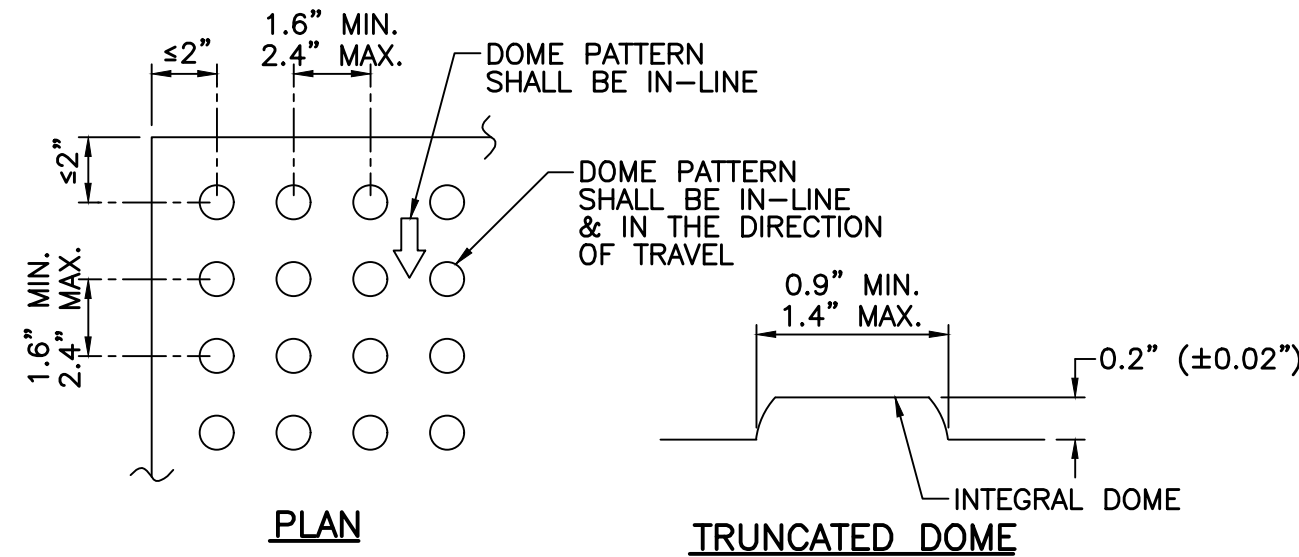 1.6” MIN.
2.4” MAX.
≤2”
DOME PATTERN
SHALL BE IN-LINE
≤2”
DOME PATTERN
SHALL BE IN-LINE
& IN THE DIRECTION
OF TRAVEL
1.6” MIN.
2.4” MAX.
0.9” MIN.
1.4” MAX.
0.2” (±0.02”)
INTEGRAL DOME
PLAN
TRUNCATED DOME